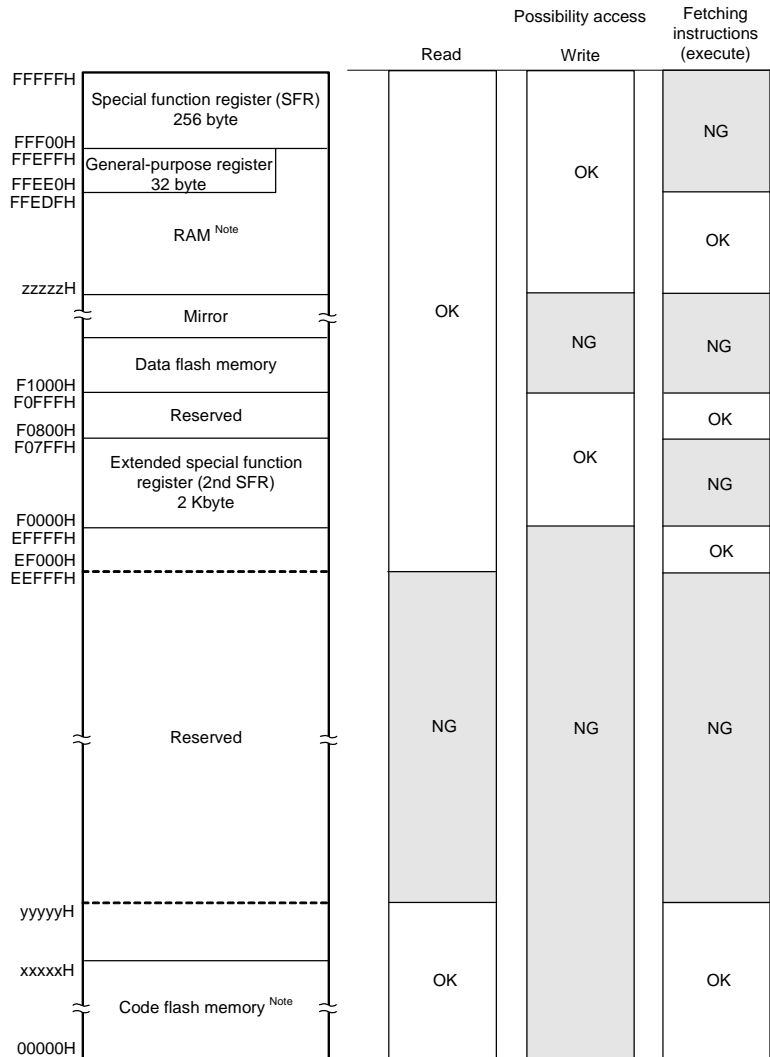 Possibility access
Fetching
instructions
(execute)
Read
Write
FFFFFH
Special function register (SFR)
256 byte
FFF00H
FFEFFH
General-purpose register
32 byte
FFEE0H
FFEDFH
RAM Note
zzzzzH
Mirror
Data flash memory
F1000H
F0FFFH
Reserved
F0800H
F07FFH
Extended special function
register (2nd SFR)
2 Kbyte
F0000H
EFFFFH
EF000H
EEFFFH
Reserved
yyyyyH
xxxxxH
Code flash memory Note
00000H
OK
NG
OK
OK
NG
OK
NG
NG
OK
NG
OK
NG
OK
NG
OK